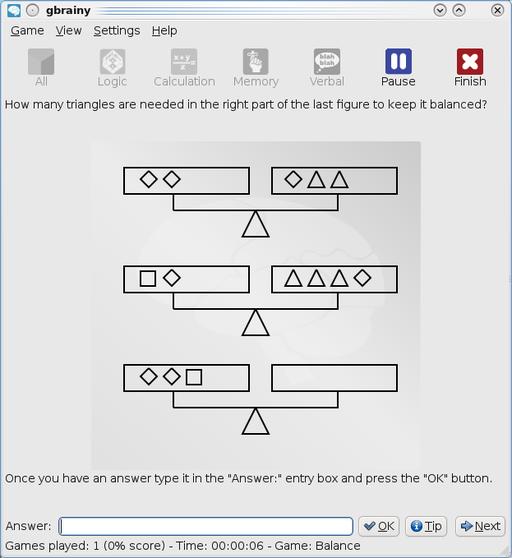 gbrainy
Game View Settings Help
All Logic Calculation Memory Verbal Pause Finish
x+y
z=
blah
blah
How many triangles are needed in the right part of the last figure to keep it balanced?
Once you have an answer type it in the "Answer:" entry box and press the "OK" button.
Answer: OK Tip Next
Games played: 1 (0% score) - Time: 00:00:06 - Game: Balance